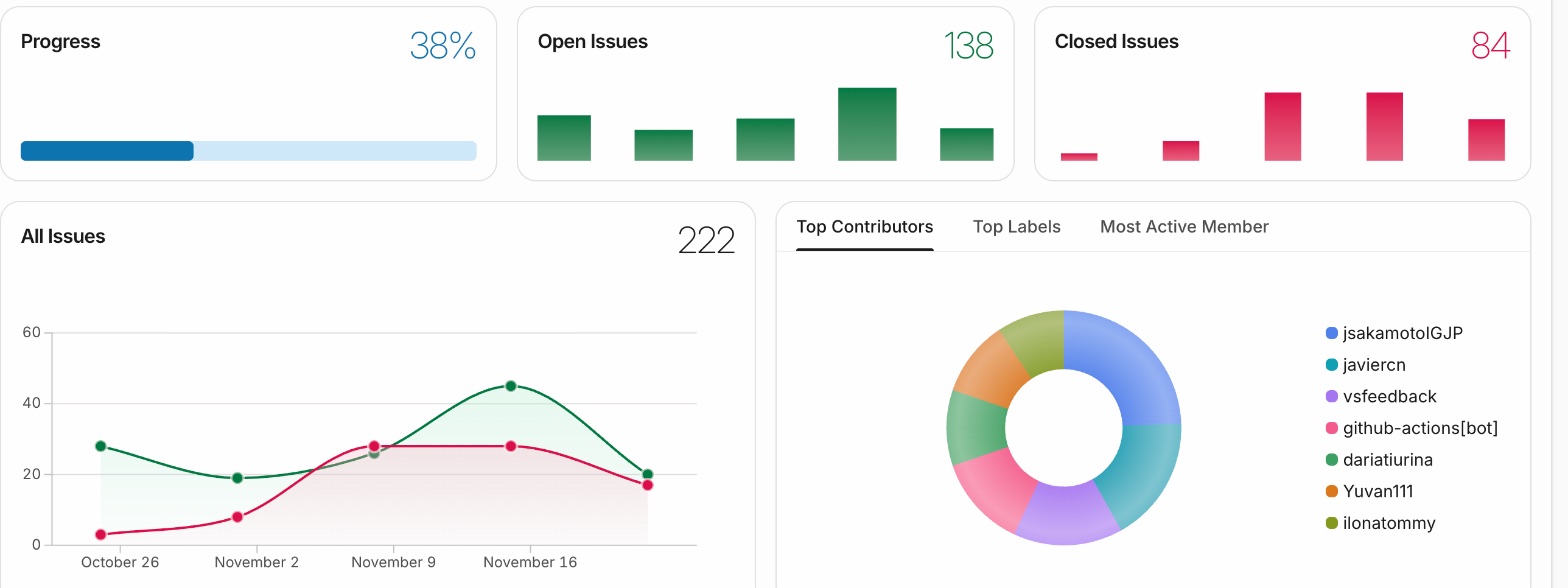 Progress
38%
Open Issues
138
Closed Issues
84
All Issues
222
60
40
20
0
October 26
November 2
November 9
November 16
Top Contributors
Top Labels
Most Active Member
jsakamotoIGJP
javiercn
vsfeedback
github-actions[bot]
dariatiurina
Yuvan111
ilonatommy